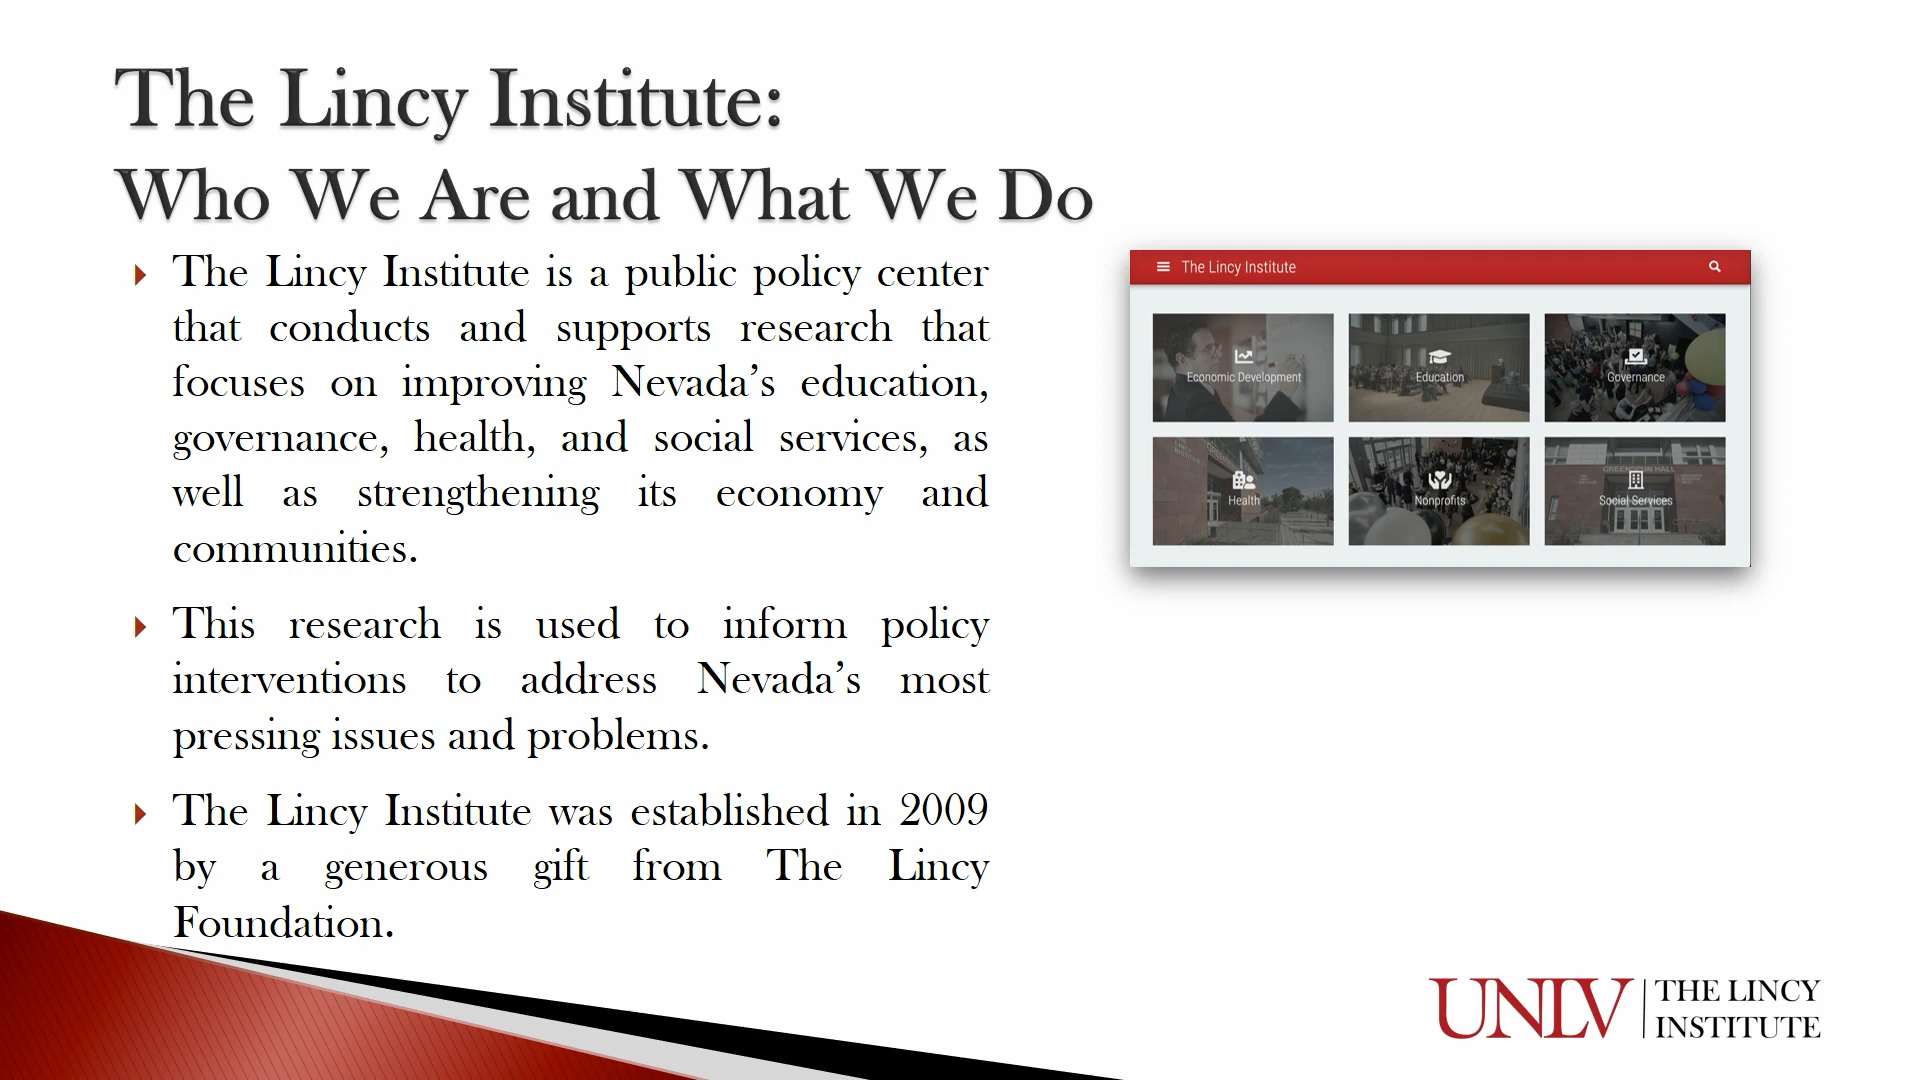 The Lincy Institute:
Who We Are and What We Do
The Lincy Institute is a public policy center
that conducts and supports research that
focuses on improving Nevada’s education,
governance, health, and social services, as
well as strengthening its economy and
communities.
This research is used to inform policy
interventions to address Nevada’s most
pressing issues and problems.
The Lincy Institute was established in 2009
by a generous gift from The Lincy
Foundation.
The Lincy Institute
Economic Development
Education
Governance
Health
Nonprofits
Social Services
UNLV
THE LINCY
INSTITUTE